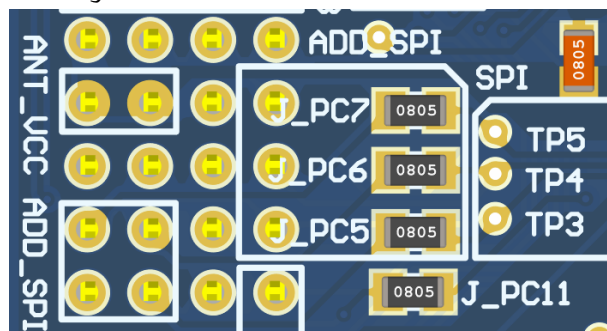 ADD_SPI
ANT_VCC
SPI
0805
J_PC7
0805
TP5
J_PC6
0805
TP4
ADD_SPI
J_PC5
0805
TP3
0805
J_PC11